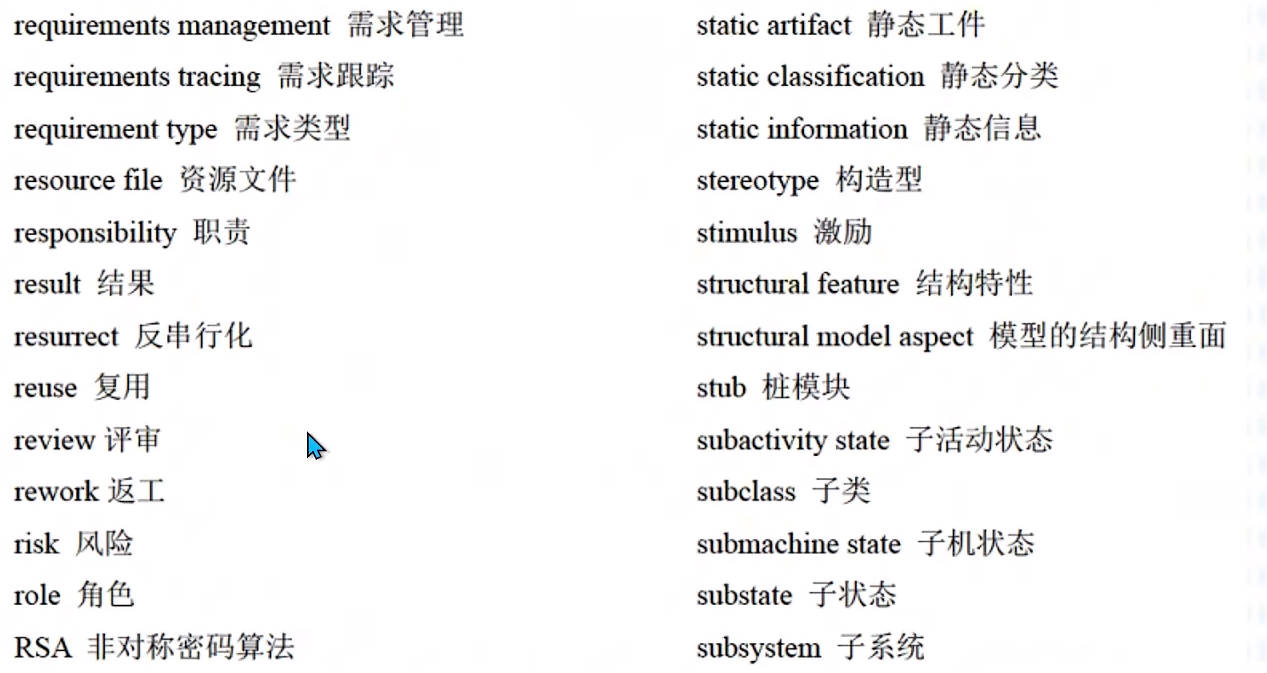 requirements management 需求管理
requirements tracing 需求跟踪
requirement type 需求类型
resource file 资源文件
responsibility 职责
result 结果
resurrect 反串行化
reuse 复用
review 评审
rework 返工
risk 风险
role 角色
RSA 非对称密码算法
static artifact 静态工件
static classification 静态分类
static information 静态信息
stereotype 构造型
stimulus 激励
structural feature 结构特性
structural model aspect 模型的结构侧重面
stub 桩模块
subactivity state 子活动状态
subclass 子类
submachine state 子机状态
substate 子状态
subsystem 子系统